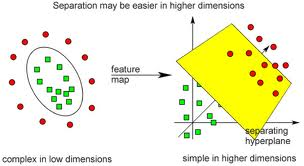 Separation may be easier in higher dimensions
feature
map
separating
hyperplane
complex in low dimensions
simple in higher dimensions